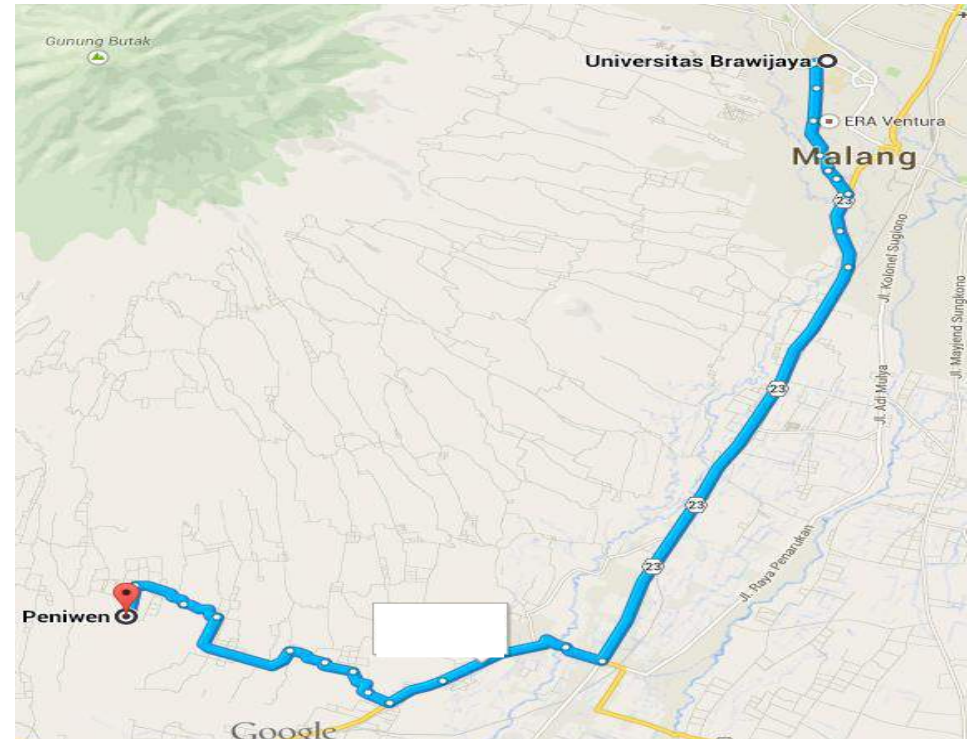 Gunung Butak
Universitas Brawijaya
ERA Ventura
Malang
23
Jl. Kolonel Sugiono
Jl. Mayjend Sungkono
23
Jl. Adi Mulya
23
Jl. Raya Penarukan
23
Peniwen
Google